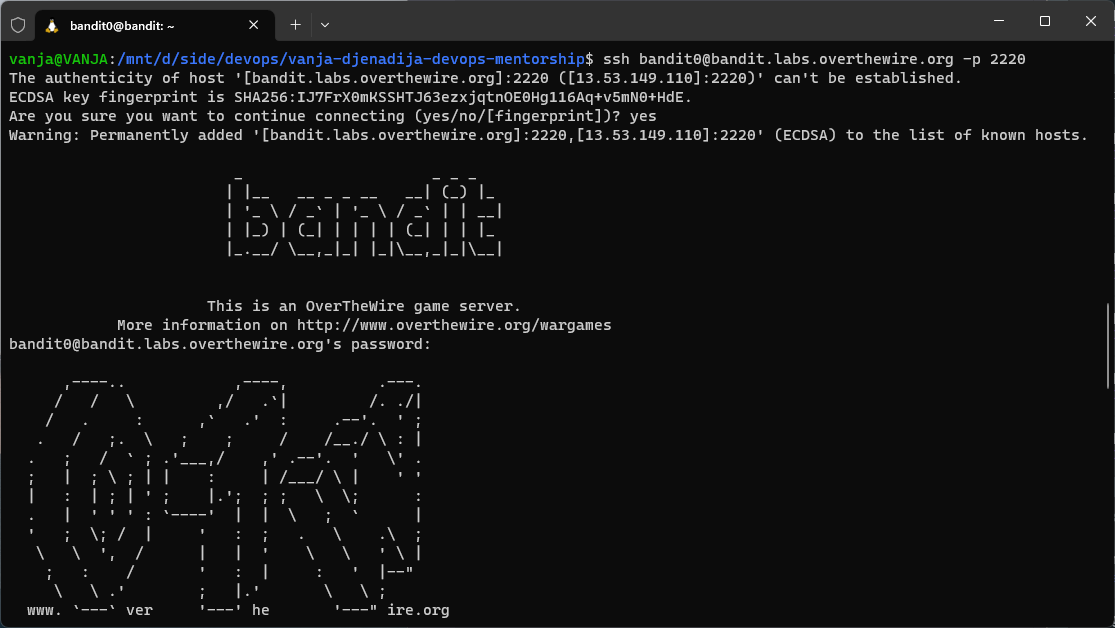 bandit0@bandit: ~
vanja@VANJA:/mnt/d/side/devops/vanja-djenadija-devops-mentorship$ ssh bandit0@bandit.labs.overthewire.org -p 2220
The authenticity of host '[bandit.labs.overthewire.org]:2220 ([13.53.149.110]:2220)' can't be established.
ECDSA key fingerprint is SHA256:IJ7FrX0mKSSHTJ63ezxjqtnOE0Hg116Aq+v5mN0+HdE.
Are you sure you want to continue connecting (yes/no/[fingerprint])? yes
Warning: Permanently added '[bandit.labs.overthewire.org]:2220,[13.53.149.110]:2220' (ECDSA) to the list of known hosts.
bandit
This is an OverTheWire game server.
More information on http://www.overthewire.org/wargames
bandit0@bandit.labs.overthewire.org's password:
www. ver he ire.org